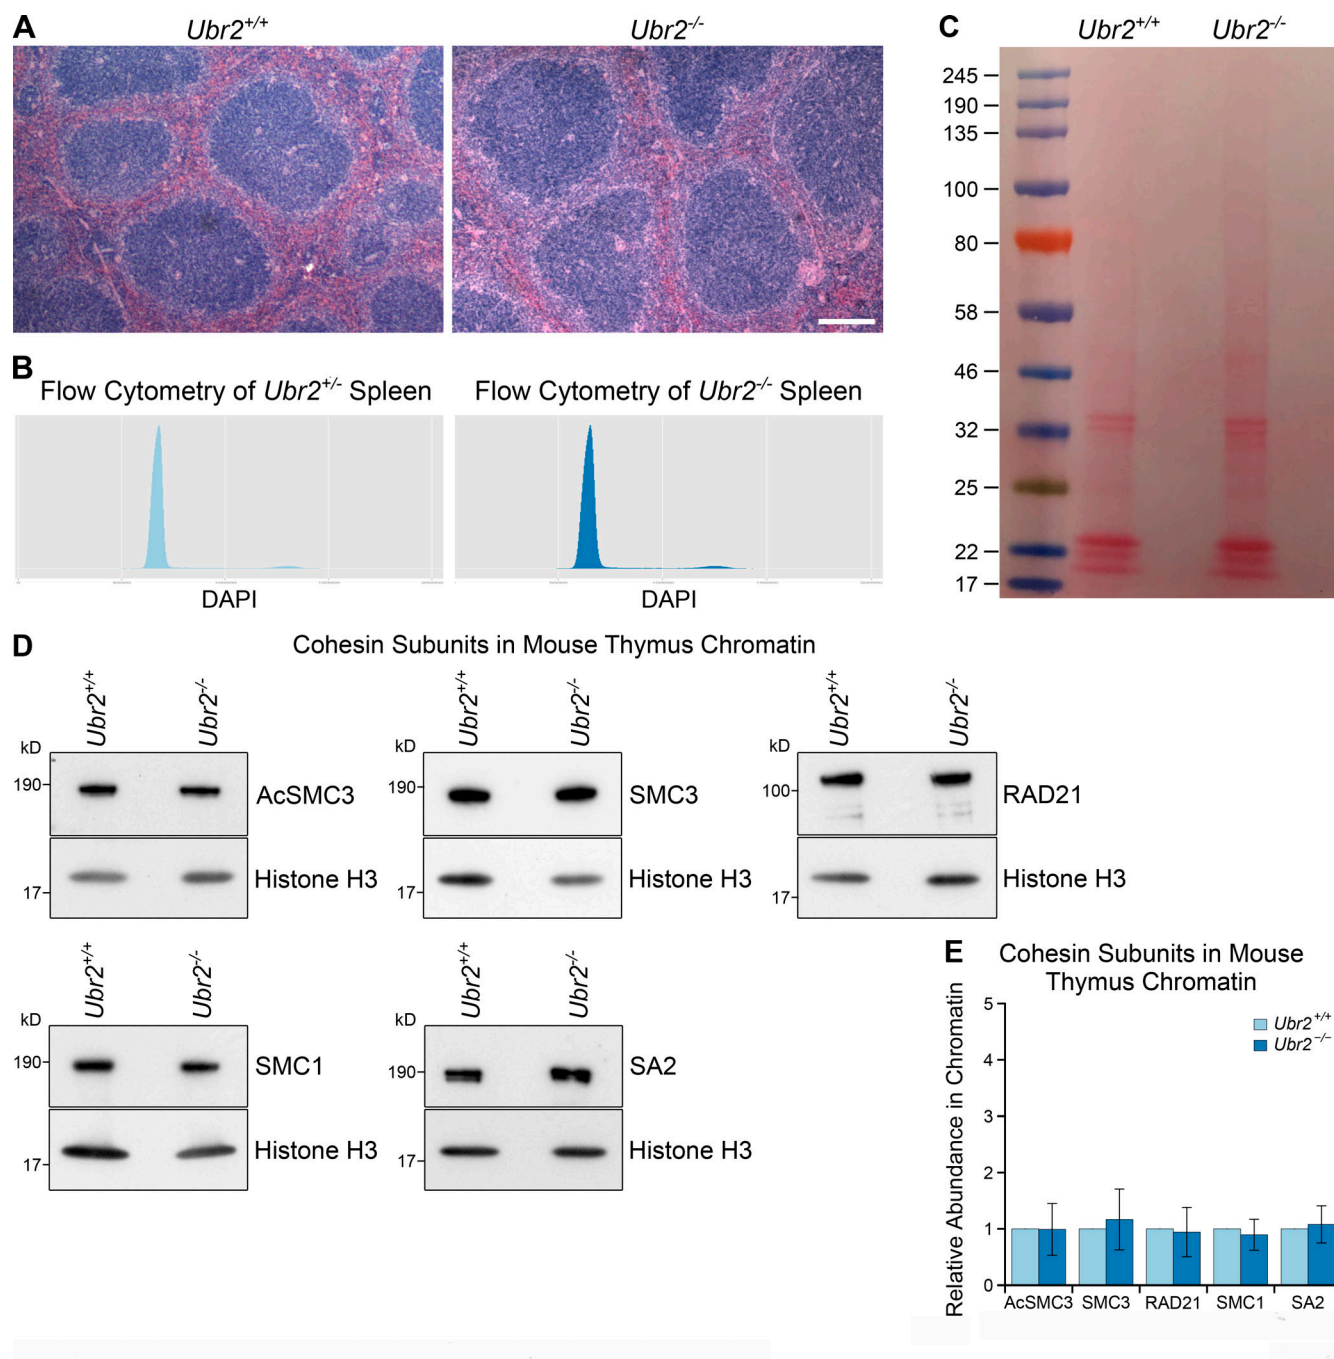 A
Ubr2+/+
Ubr2-/-
C
Ubr2+/+
Ubr2-/-
245
190
135
100
80
58
46
32
25
22
17
B
Flow Cytometry of Ubr2+/- Spleen
Flow Cytometry of Ubr2-/- Spleen
DAPI
DAPI
D
Cohesin Subunits in Mouse Thymus Chromatin
Ubr2+/+
Ubr2-/-
kD
190
AcSMC3
17
Histone H3
Ubr2+/+
Ubr2-/-
kD
190
SMC3
17
Histone H3
Ubr2+/+
Ubr2-/-
kD
100
RAD21
17
Histone H3
Ubr2+/+
Ubr2-/-
kD
190
SMC1
17
Histone H3
Ubr2+/+
Ubr2-/-
kD
190
SA2
17
Histone H3
E
Cohesin Subunits in Mouse
Thymus Chromatin
Relative Abundance in Chromatin
5
4
3
2
1
0
Ubr2+/+
Ubr2−/−
AcSMC3
SMC3
RAD21
SMC1
SA2